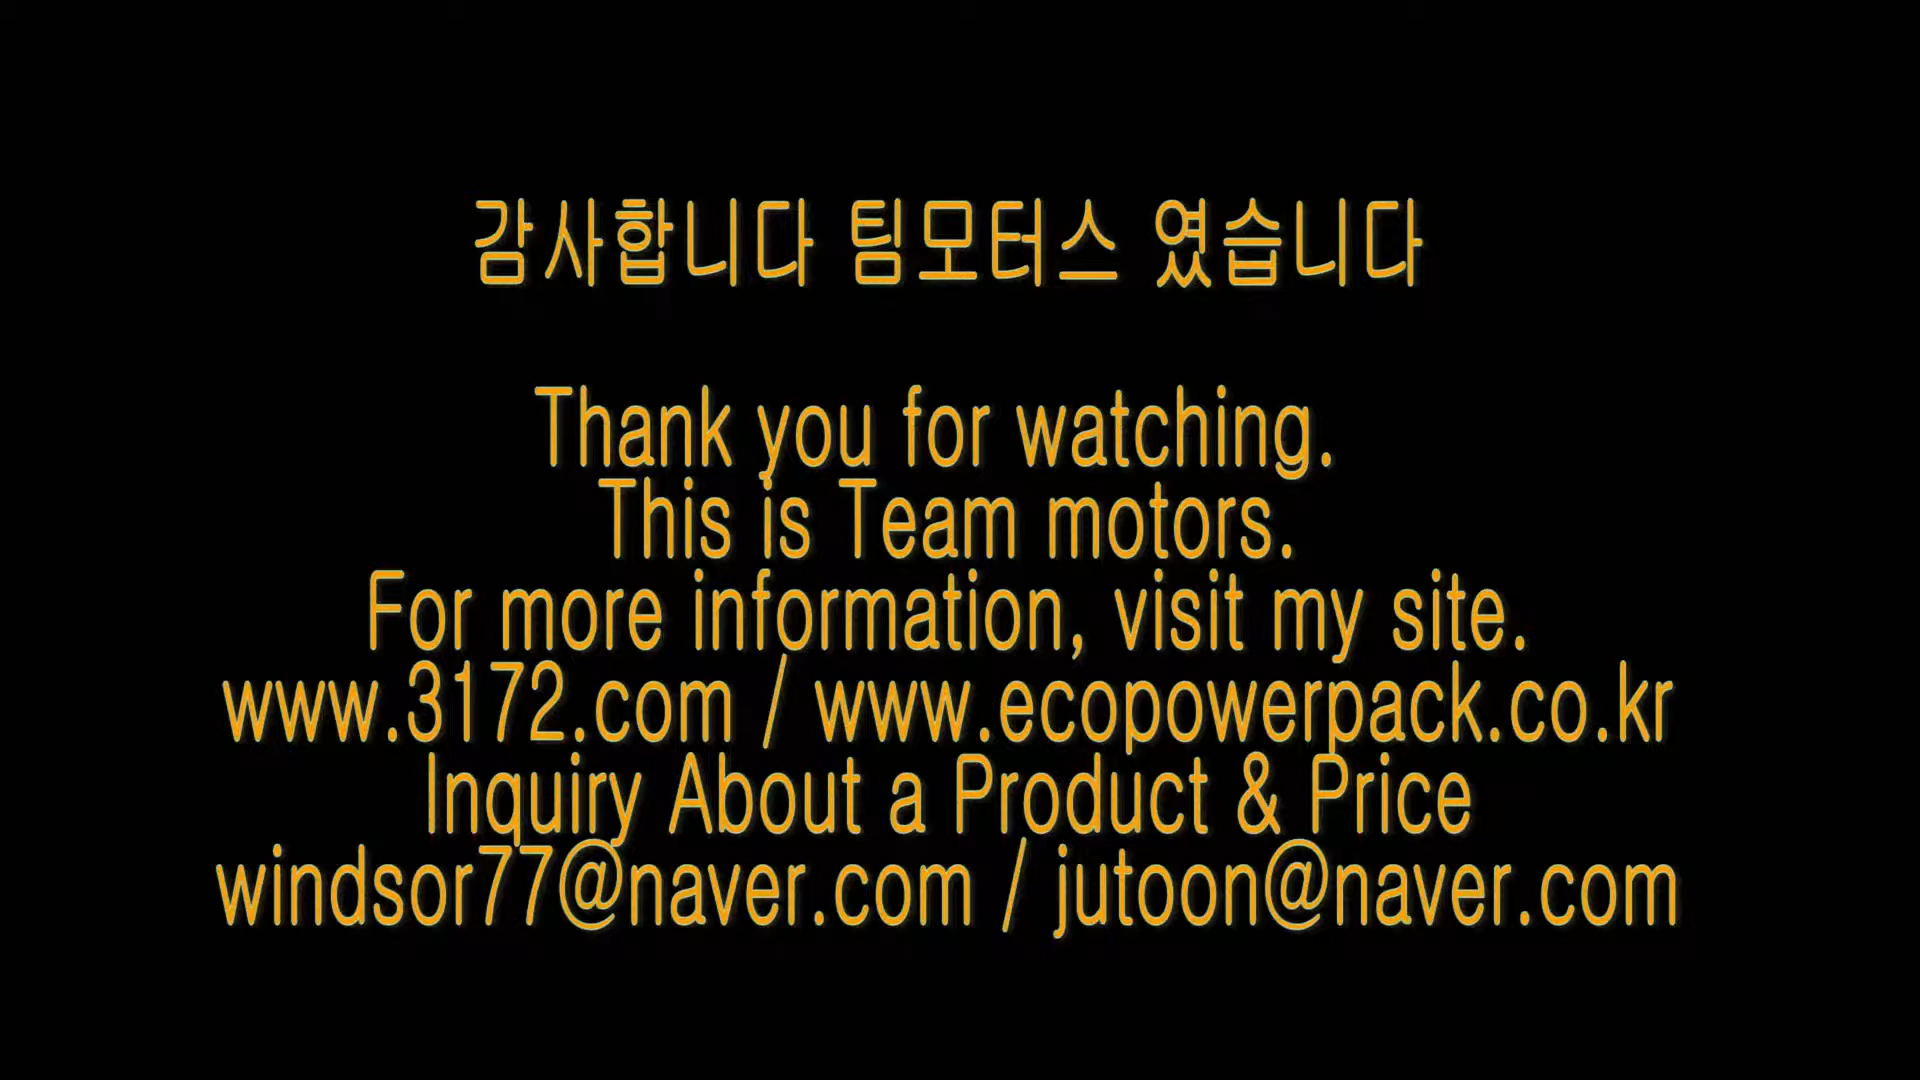 감사합니다 팀모터스 였습니다
Thank you for watching.
This is Team motors.
For more information, visit my site.
www.3172.com / www.ecopowerpack.co.kr
Inquiry About a Product & Price
windsor77@naver.com / jutoon@naver.com